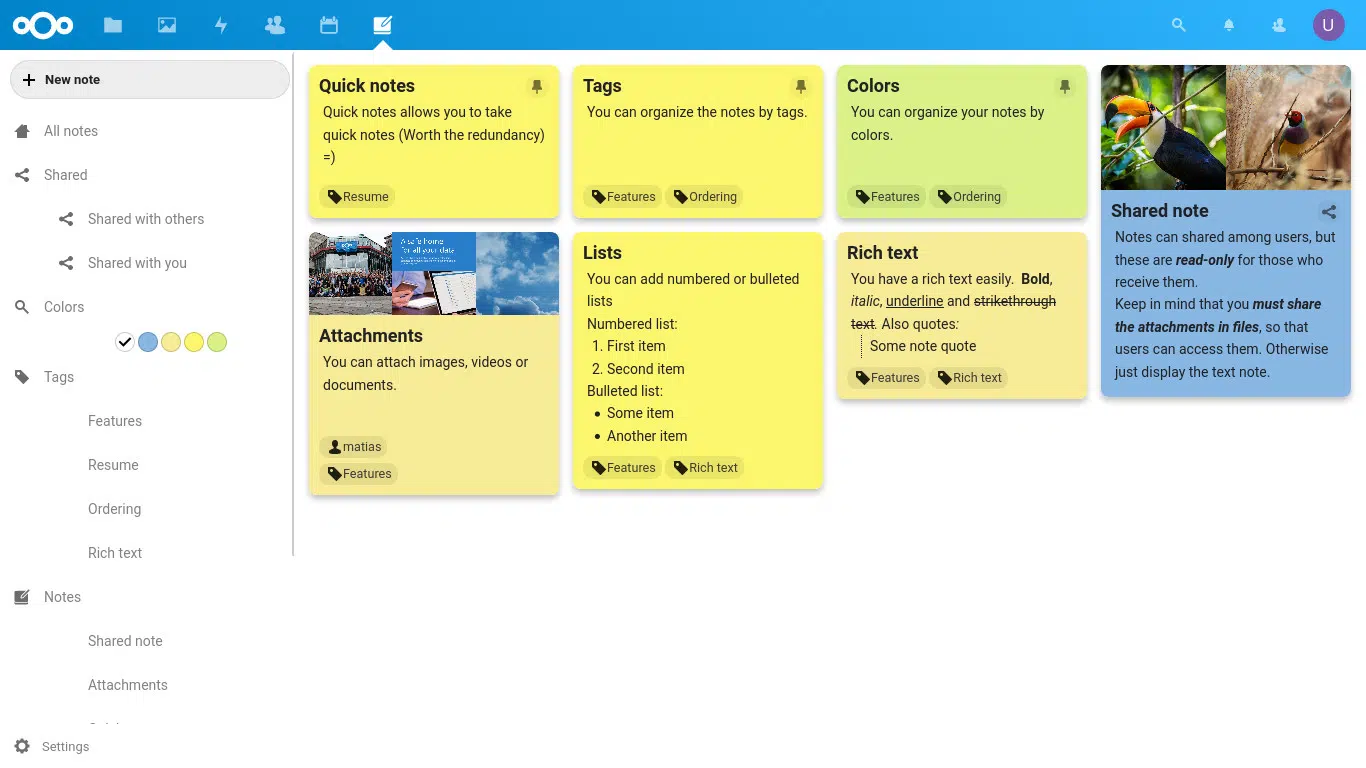 U
New note
All notes
Shared
Shared with others
Shared with you
Colors
Tags
Features
Resume
Ordering
Rich text
Notes
Shared note
Attachments
Settings
Quick notes
Quick notes allows you to take
quick notes (Worth the redundancy)
=)
Resume
Tags
You can organize the notes by tags.
Features
Ordering
Colors
You can organize your notes by
colors.
Features
Ordering
Shared note
Notes can shared among users, but
these are read-only for those who
receive them.
Keep in mind that you must share
the attachments in files, so that
users can access them. Otherwise
just display the text note.
A safe home
for all your data
Attachments
You can attach images, videos or
documents.
matias
Features
Lists
You can add numbered or bulleted
lists
Numbered list:
1. First item
2. Second item
Bulleted list:
• Some item
• Another item
Features
Rich text
Rich text
You have a rich text easily. Bold,
italic, underline and strikethrough
text. Also quotes:
Some note quote
Features
Rich text